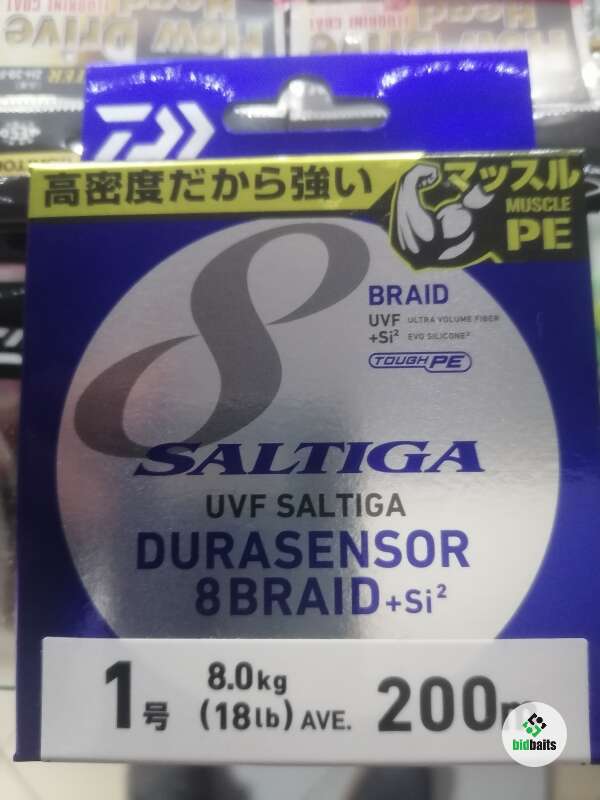 高密度だから強い
マッスル
MUSCLE
PE
8 BRAID
UVF ULTRA VOLUME FIBER
+Si² EVO SILICONE²
TOUGH PE
SALTIGA
UVF SALTIGA
DURASENSOR
8BRAID+Si²
1号 8.0kg (18lb) AVE. 200m
bidbaits